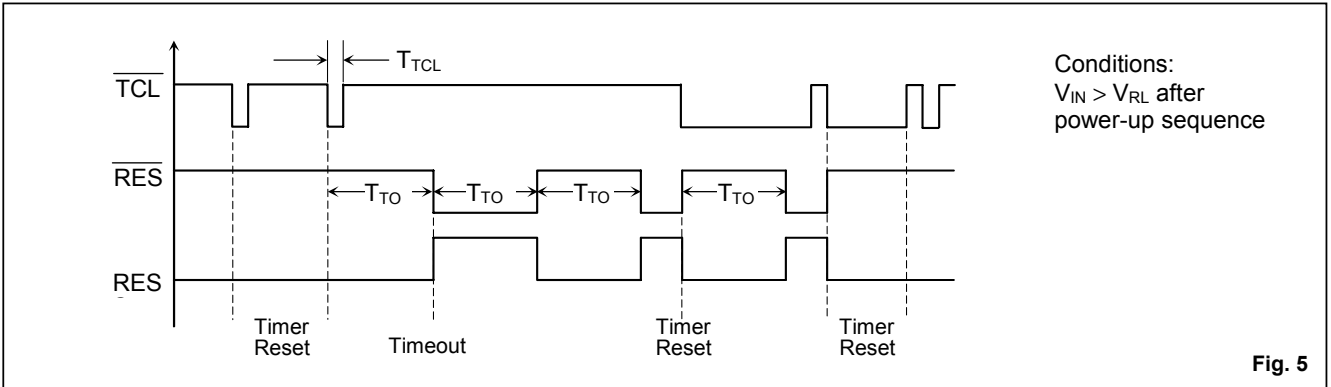 T_TCL
TCL
Conditions:
V_IN > V_RL after
power-up sequence
RES
T_TO
T_TO
T_TO
T_TO
RES
Timer
Reset
Timeout
Timer
Reset
Timer
Reset
Fig. 5